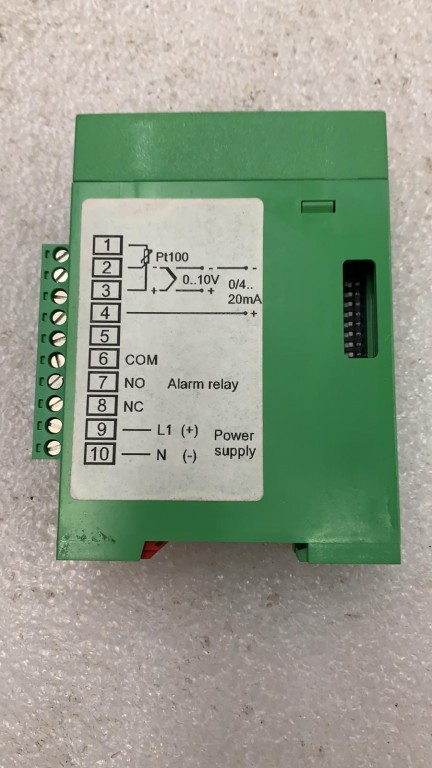 1
2 - Pt100 - -
3 + 0..10V + 0/4..
20mA
4 +
5
6 COM
7 NO Alarm relay
8 NC
9 L1 (+) Power
10 N (-) supply